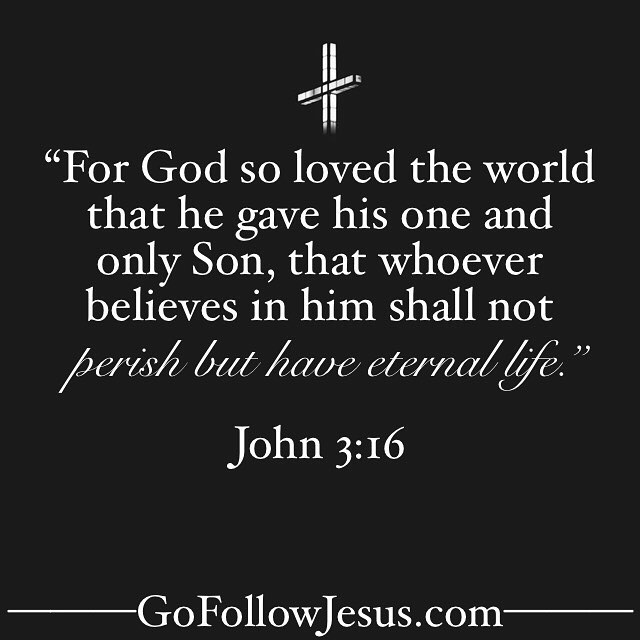 “For God so loved the world
that he gave his one and
only Son, that whoever
believes in him shall not
perish but have eternal life.”
John 3:16
GoFollowJesus.com